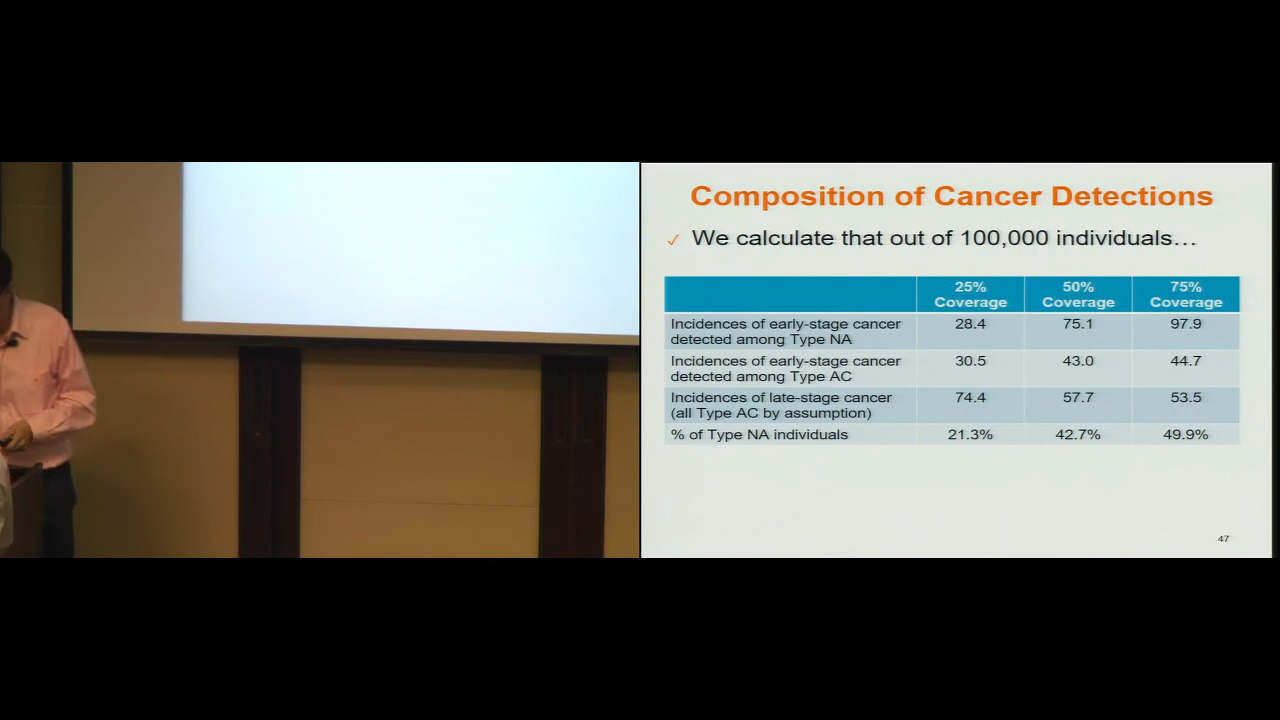 Composition of Cancer Detections
✓ We calculate that out of 100,000 individuals…
25% Coverage 50% Coverage 75% Coverage
Incidences of early-stage cancer detected among Type NA 28.4 75.1 97.9
Incidences of early-stage cancer detected among Type AC 30.5 43.0 44.7
Incidences of late-stage cancer (all Type AC by assumption) 74.4 57.7 53.5
% of Type NA individuals 21.3% 42.7% 49.9%
47